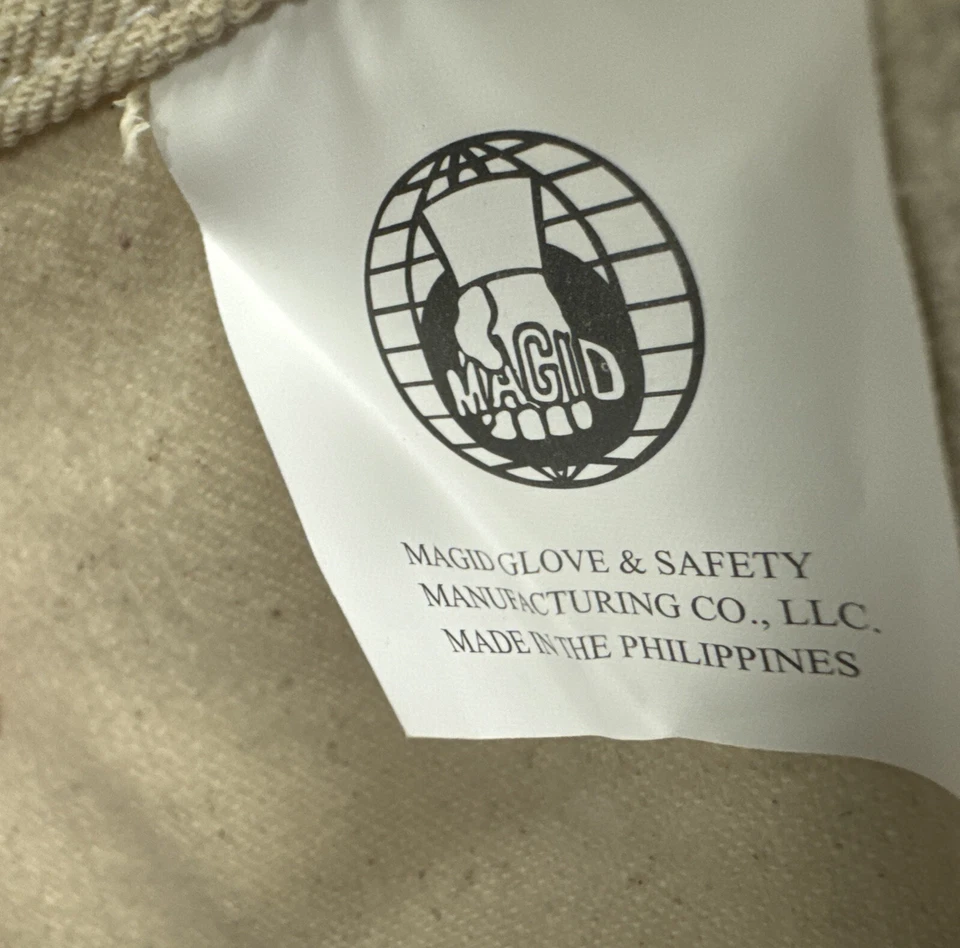 MAGID
MAGID GLOVE & SAFETY
MANUFACTURING CO., LLC.
MADE IN THE PHILIPPINES